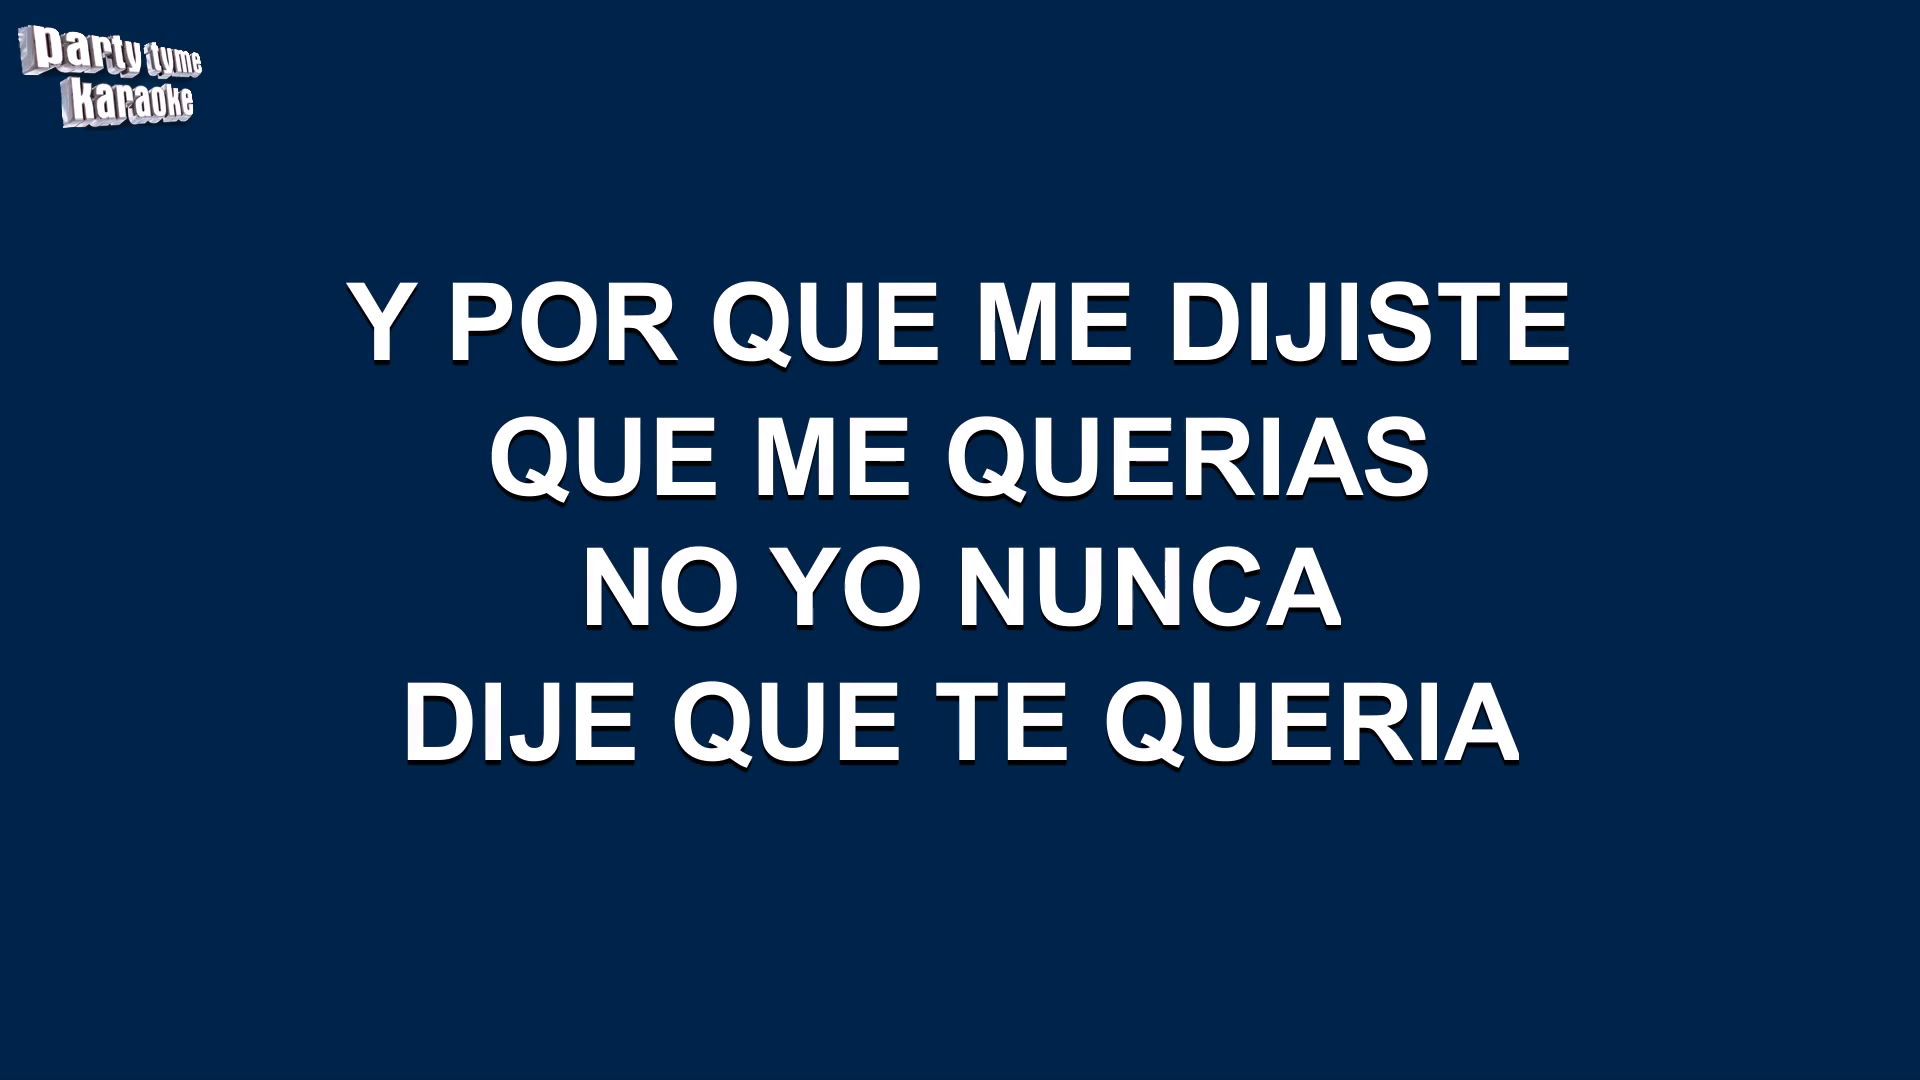 party tyme
karaoke
Y POR QUE ME DIJISTE
QUE ME QUERIAS
NO YO NUNCA
DIJE QUE TE QUERIA